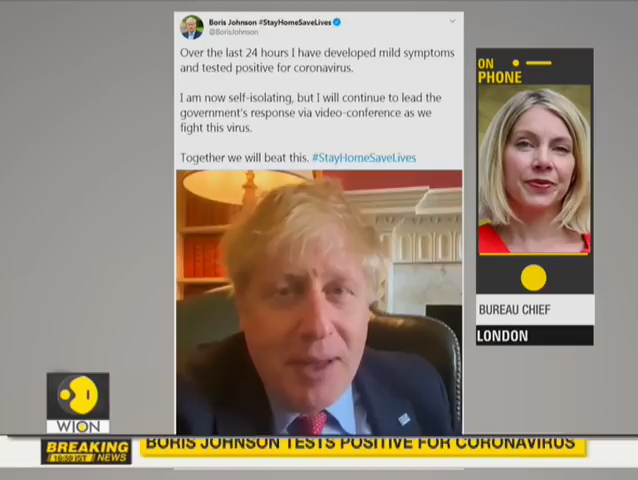 Boris Johnson #StayHomeSaveLives
@BorisJohnson
Over the last 24 hours I have developed mild symptoms
and tested positive for coronavirus.
I am now self-isolating, but I will continue to lead the
government's response via video-conference as we
fight this virus.
Together we will beat this. #StayHomeSaveLives
ON
PHONE
BUREAU CHIEF
LONDON
WION
BREAKING
NEWS
BORIS JOHNSON TESTS POSITIVE FOR CORONAVIRUS